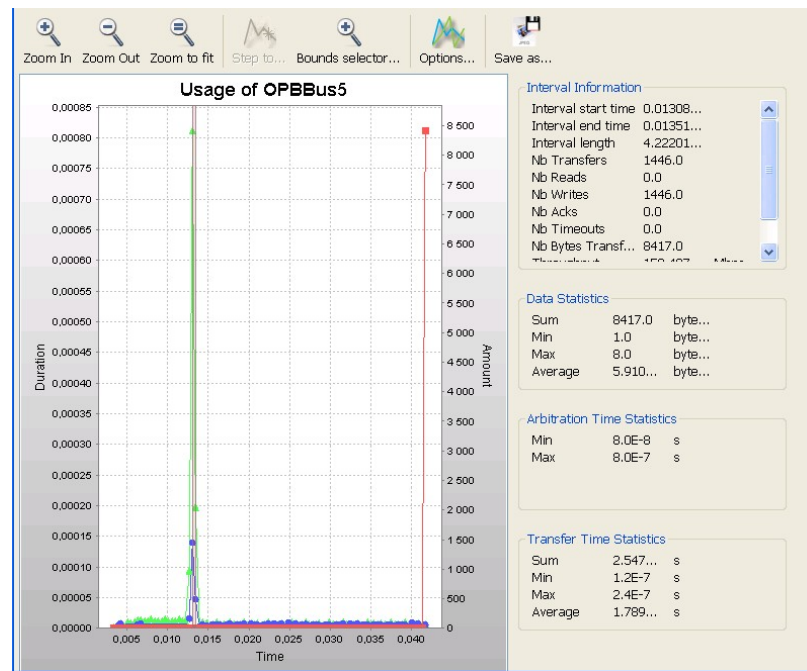 Zoom In Zoom Out Zoom to fit Step to... Bounds selector... Options... Save as...
Usage of OPBBus5
0,00085
0,00080
0,00075
0,00070
0,00065
0,00060
0,00055
0,00050
0,00045
0,00040
0,00035
0,00030
0,00025
0,00020
0,00015
0,00010
0,00005
0,00000
Duration
8 500
8 000
7 500
7 000
6 500
6 000
5 500
5 000
4 500
4 000
3 500
3 000
2 500
2 000
1 500
1 000
500
0
Amount
0,005 0,010 0,015 0,020 0,025 0,030 0,035 0,040
Time
Interval Information
Interval start time 0.01308...
Interval end time 0.01351...
Interval length 4.22201...
Nb Transfers 1446.0
Nb Reads 0.0
Nb Writes 1446.0
Nb Acks 0.0
Nb Timeouts 0.0
Nb Bytes Transf... 8417.0
Data Statistics
Sum 8417.0 byte...
Min 1.0 byte...
Max 8.0 byte...
Average 5.910... byte...
Arbitration Time Statistics
Min 8.0E-8 s
Max 8.0E-7 s
Transfer Time Statistics
Sum 2.547... s
Min 1.2E-7 s
Max 2.4E-7 s
Average 1.789... s